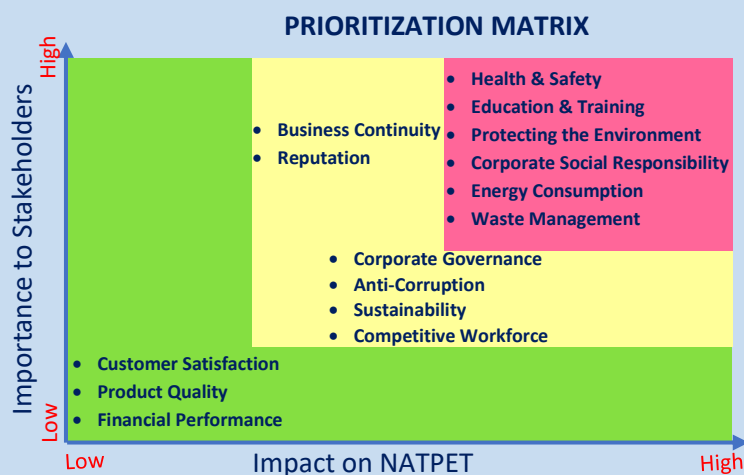 PRIORITIZATION MATRIX
High
Importance to Stakeholders
Low
• Health & Safety
• Education & Training
• Protecting the Environment
• Corporate Social Responsibility
• Energy Consumption
• Waste Management
• Business Continuity
• Reputation
• Corporate Governance
• Anti-Corruption
• Sustainability
• Competitive Workforce
• Customer Satisfaction
• Product Quality
• Financial Performance
Low
Impact on NATPET
High